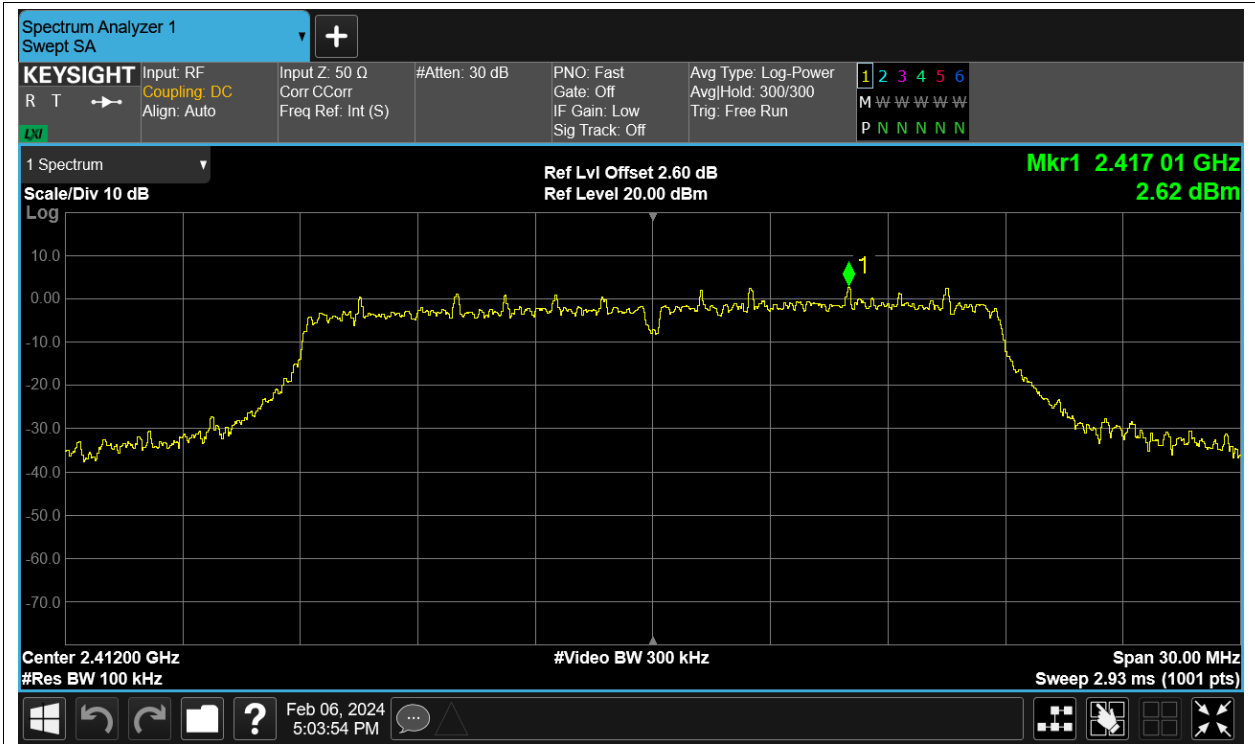 Spectrum Analyzer 1
Swept SA
+
KEYSIGHT
R T
LXI
Input: RF
Coupling: DC
Align: Auto
Input Z: 50 Ω
Corr CCorr
Freq Ref: Int (S)
#Atten: 30 dB
PNO: Fast
Gate: Off
IF Gain: Low
Sig Track: Off
Avg Type: Log-Power
Avg|Hold: 300/300
Trig: Free Run
1 2 3 4 5 6
M W W W W W
P N N N N N
1 Spectrum
Scale/Div 10 dB
Log
Ref Lvl Offset 2.60 dB
Ref Level 20.00 dBm
Mkr1 2.417 01 GHz
2.62 dBm
10.0
0.00
-10.0
-20.0
-30.0
-40.0
-50.0
-60.0
-70.0
1
Center 2.41200 GHz
#Res BW 100 kHz
#Video BW 300 kHz
Span 30.00 MHz
Sweep 2.93 ms (1001 pts)
?
Feb 06, 2024
5:03:54 PM